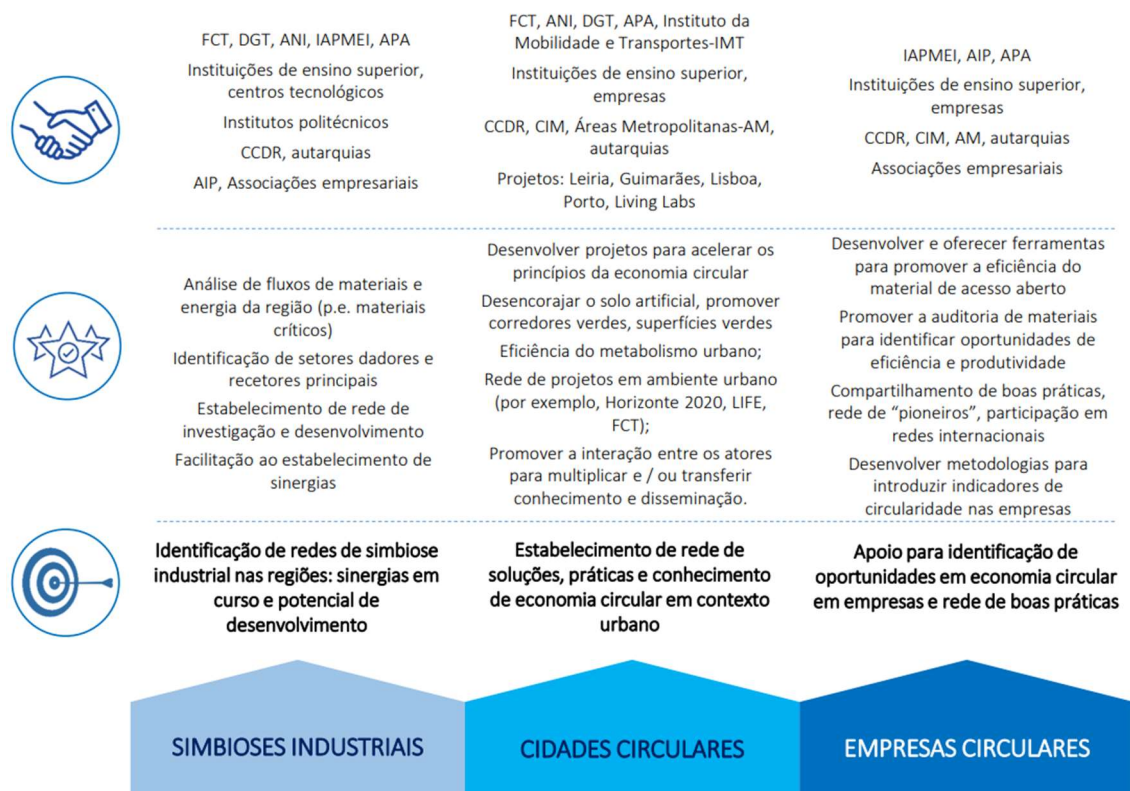 FCT, DGT, ANI, IAPMEI, APA
Instituições de ensino superior,
centros tecnológicos
Institutos politécnicos
CCDR, autarquias
AIP, Associações empresariais
FCT, ANI, DGT, APA, Instituto da
Mobilidade e Transportes-IMT
Instituições de ensino superior,
empresas
CCDR, CIM, Áreas Metropolitanas-AM,
autarquias
Projetos: Leiria, Guimarães, Lisboa,
Porto, Living Labs
IAPMEI, AIP, APA
Instituições de ensino superior,
empresas
CCDR, CIM, AM, autarquias
Associações empresariais
Análise de fluxos de materiais e
energia da região (p.e. materiais
críticos)
Identificação de setores dadores e
recetores principais
Estabelecimento de rede de
investigação e desenvolvimento
Facilitação ao estabelecimento de
sinergias
Desenvolver projetos para acelerar os
princípios da economia circular
Desencorajar o solo artificial, promover
corredores verdes, superfícies verdes
Eficiência do metabolismo urbano;
Rede de projetos em ambiente urbano
(por exemplo, Horizonte 2020, LIFE,
FCT);
Promover a interação entre os atores
para multiplicar e / ou transferir
conhecimento e disseminação.
Desenvolver e oferecer ferramentas
para promover a eficiência do
material de acesso aberto
Promover a auditoria de materiais
para identificar oportunidades de
eficiência e produtividade
Compartilhamento de boas práticas,
rede de “pioneiros”, participação em
redes internacionais
Desenvolver metodologias para
introduzir indicadores de
circularidade nas empresas
Identificação de redes de simbiose
industrial nas regiões: sinergias em
curso e potencial de
desenvolvimento
Estabelecimento de rede de
soluções, práticas e conhecimento
de economia circular em contexto
urbano
Apoio para identificação de
oportunidades em economia circular
em empresas e rede de boas práticas
SIMBIOSES INDUSTRIAIS
CIDADES CIRCULARES
EMPRESAS CIRCULARES